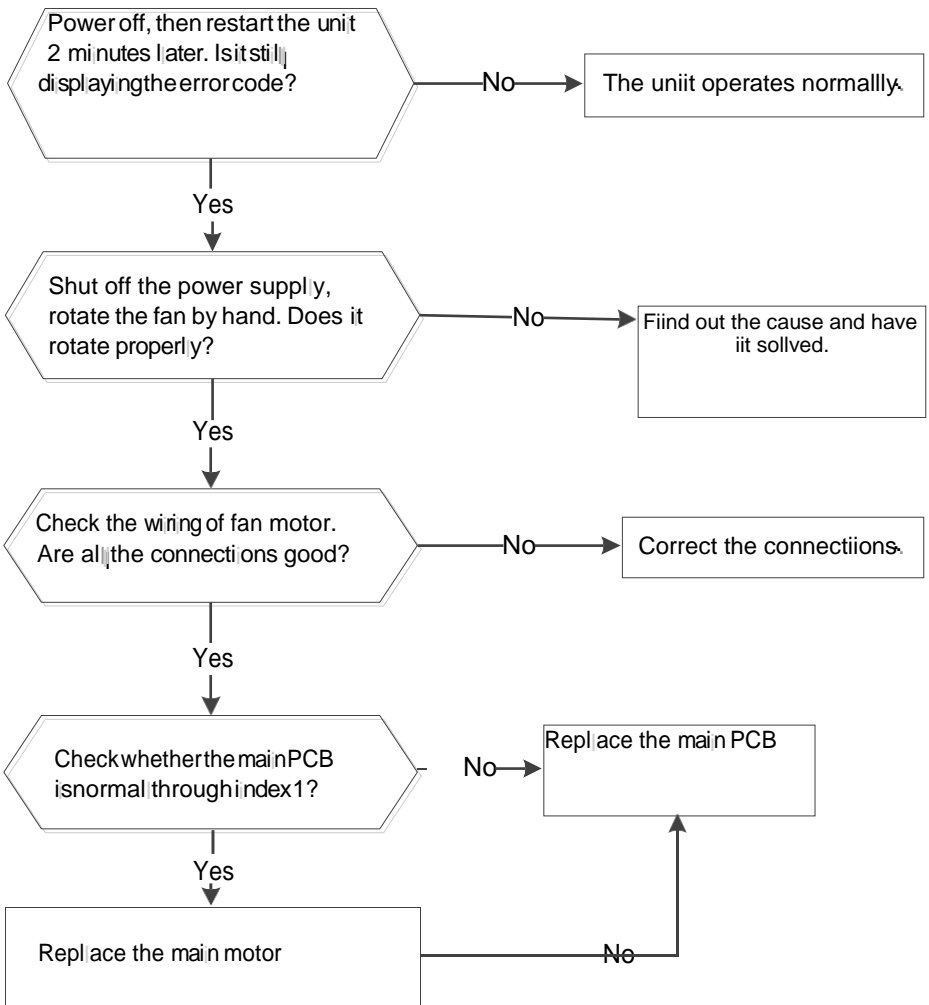 Power off, then restart the unit
2 minutes later. Is it still
displaying the error code?
No
The uniit operates normallly.
Yes
Shut off the power supplly,
rotate the fan by hand. Does it
rotate properly?
No
Fiind out the cause and have
iit sollved.
Yes
Check the wiring of fan motor.
Are all the connectiions good?
No
Correct the connectiions.
Yes
Check whether the main PCB
is normal through index1?
No
Repllace the main PCB
Yes
Repllace the main motor
No